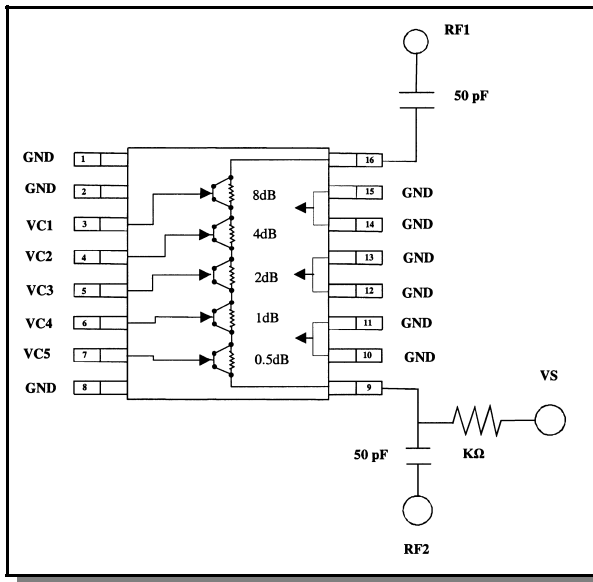 RF1
50 pF
GND 1 16
GND 2 8dB 15 GND
VC1 3 4dB 14 GND
VC2 4 13 GND
VC3 5 2dB 12 GND
VC4 6 1dB 11 GND
VC5 7 0.5dB 10 GND
GND 8 9
VS
50 pF KΩ
RF2